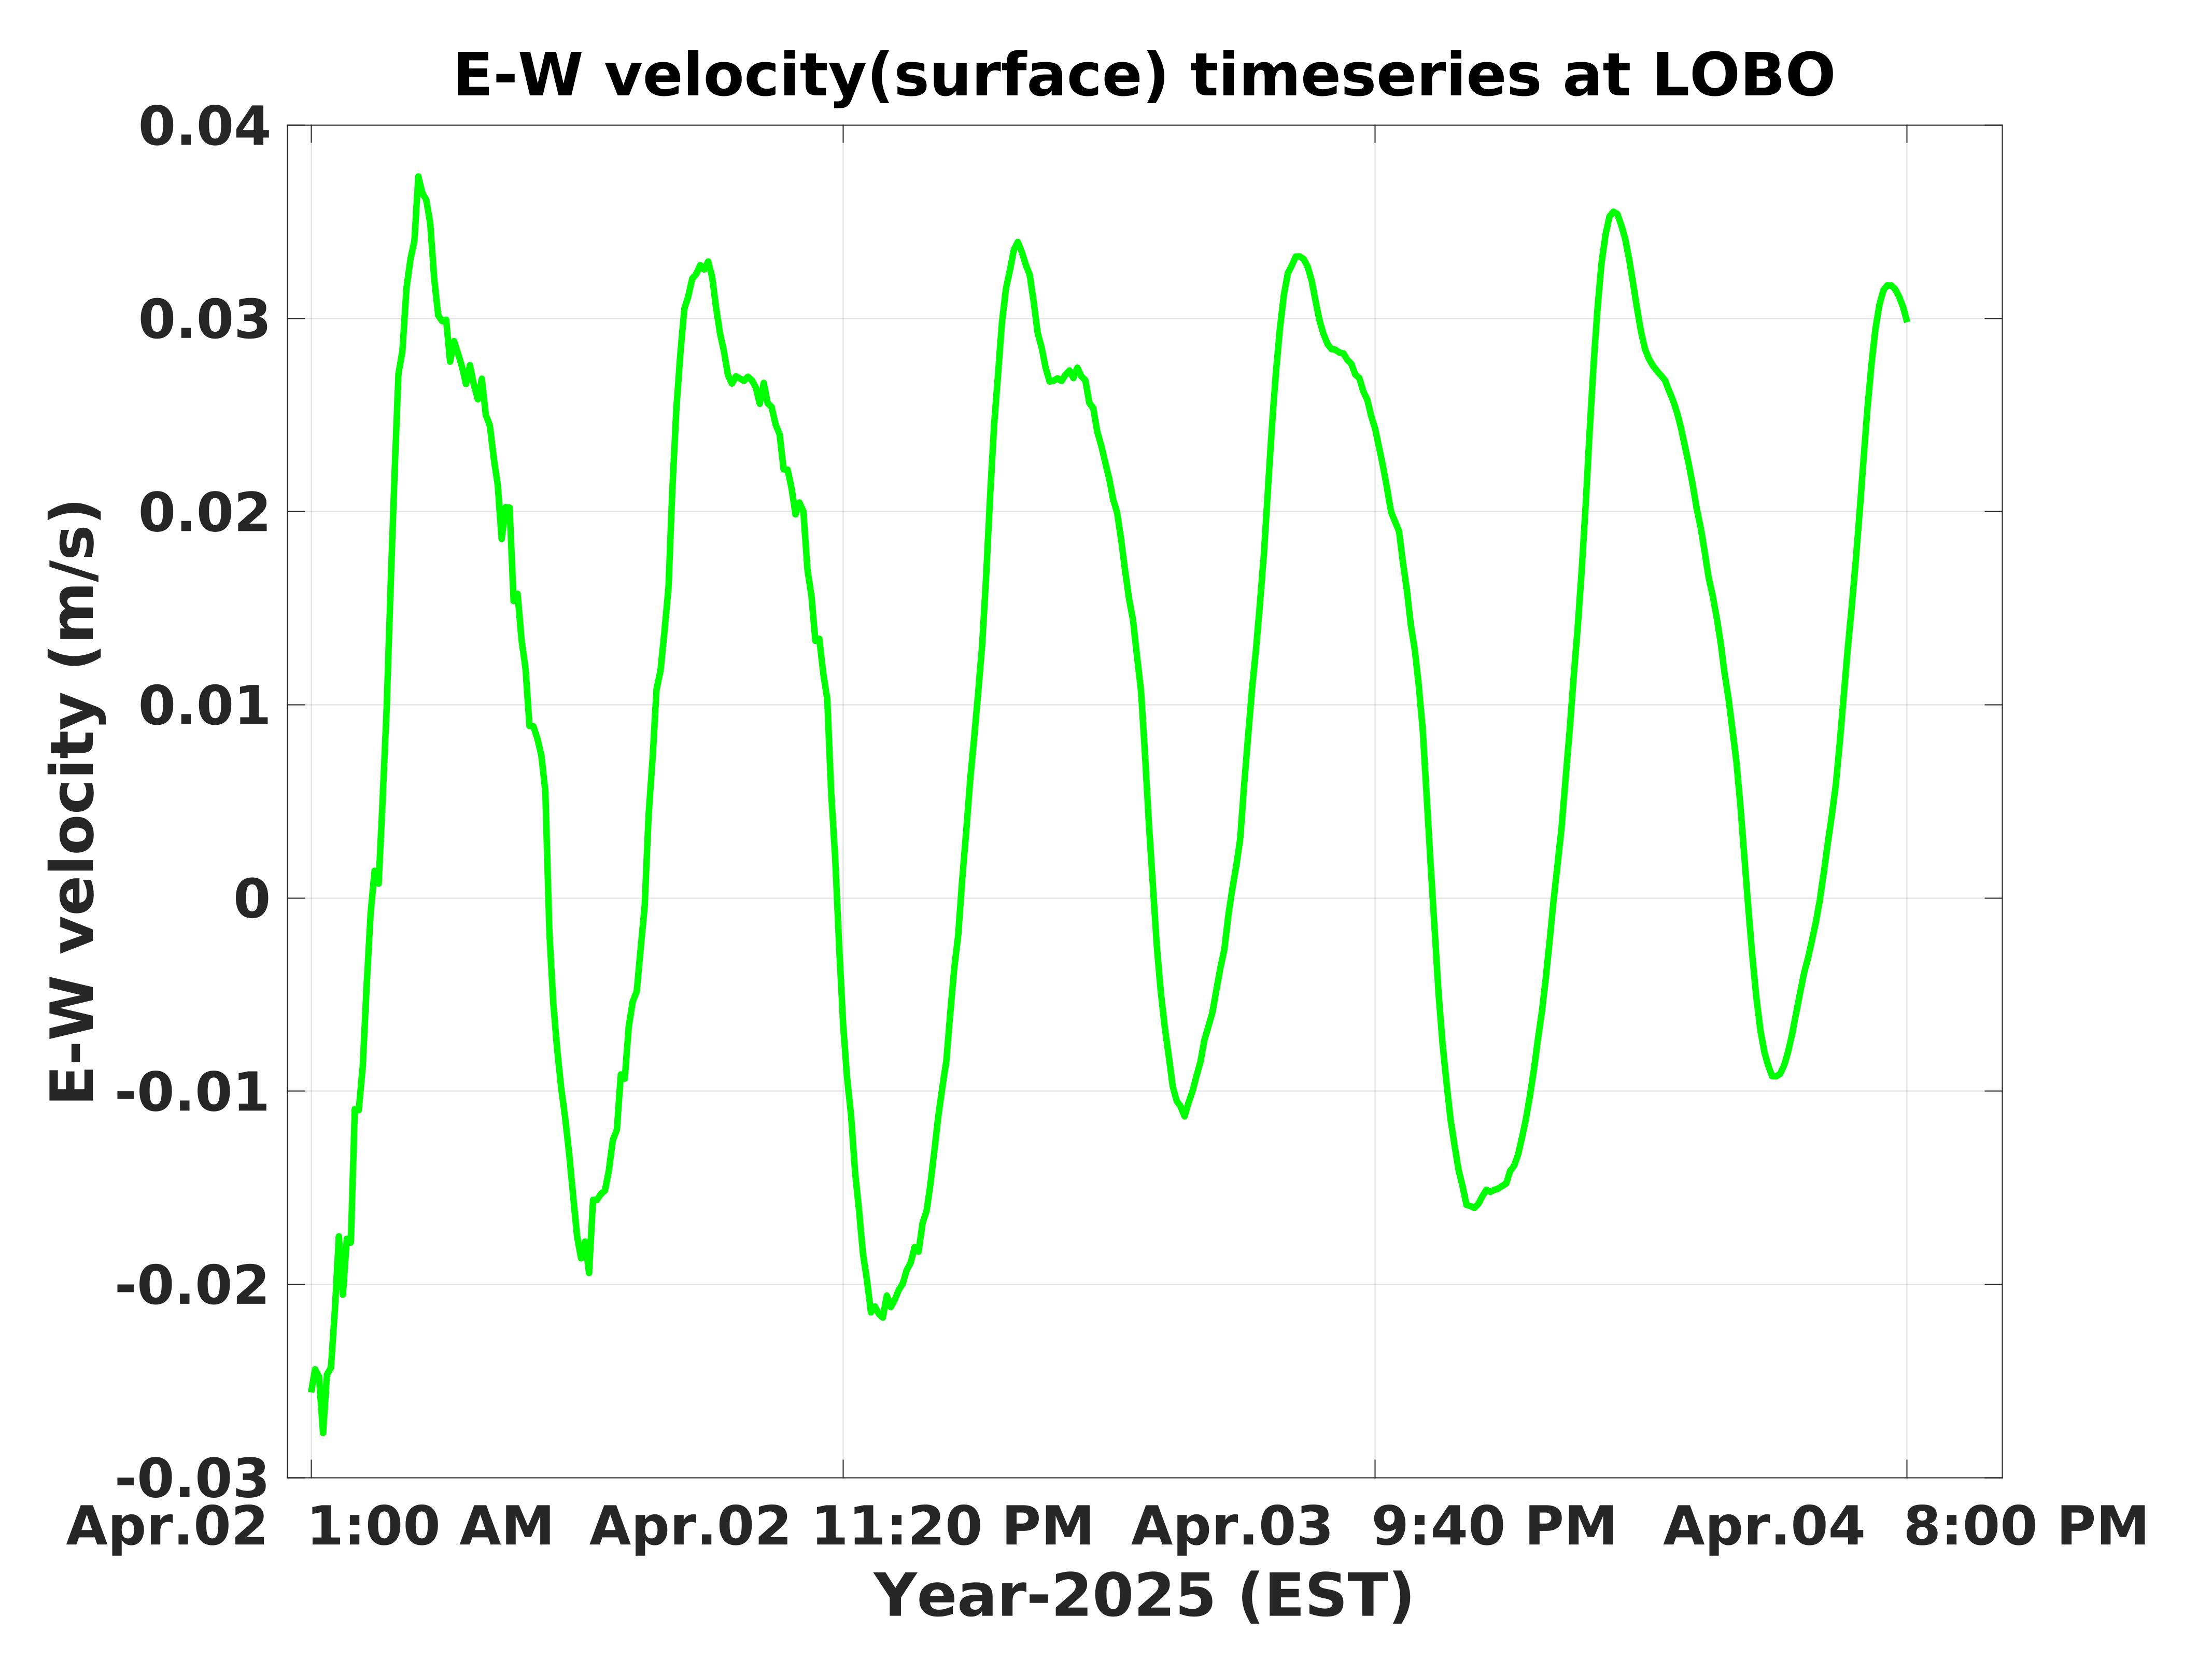 E-W velocity(surface) timeseries at LOBO
E-W velocity (m/s)
0.04
0.03
0.02
0.01
0
-0.01
-0.02
-0.03
Apr.02 1:00 AM Apr.02 11:20 PM Apr.03 9:40 PM Apr.04 8:00 PM
Year-2025 (EST)